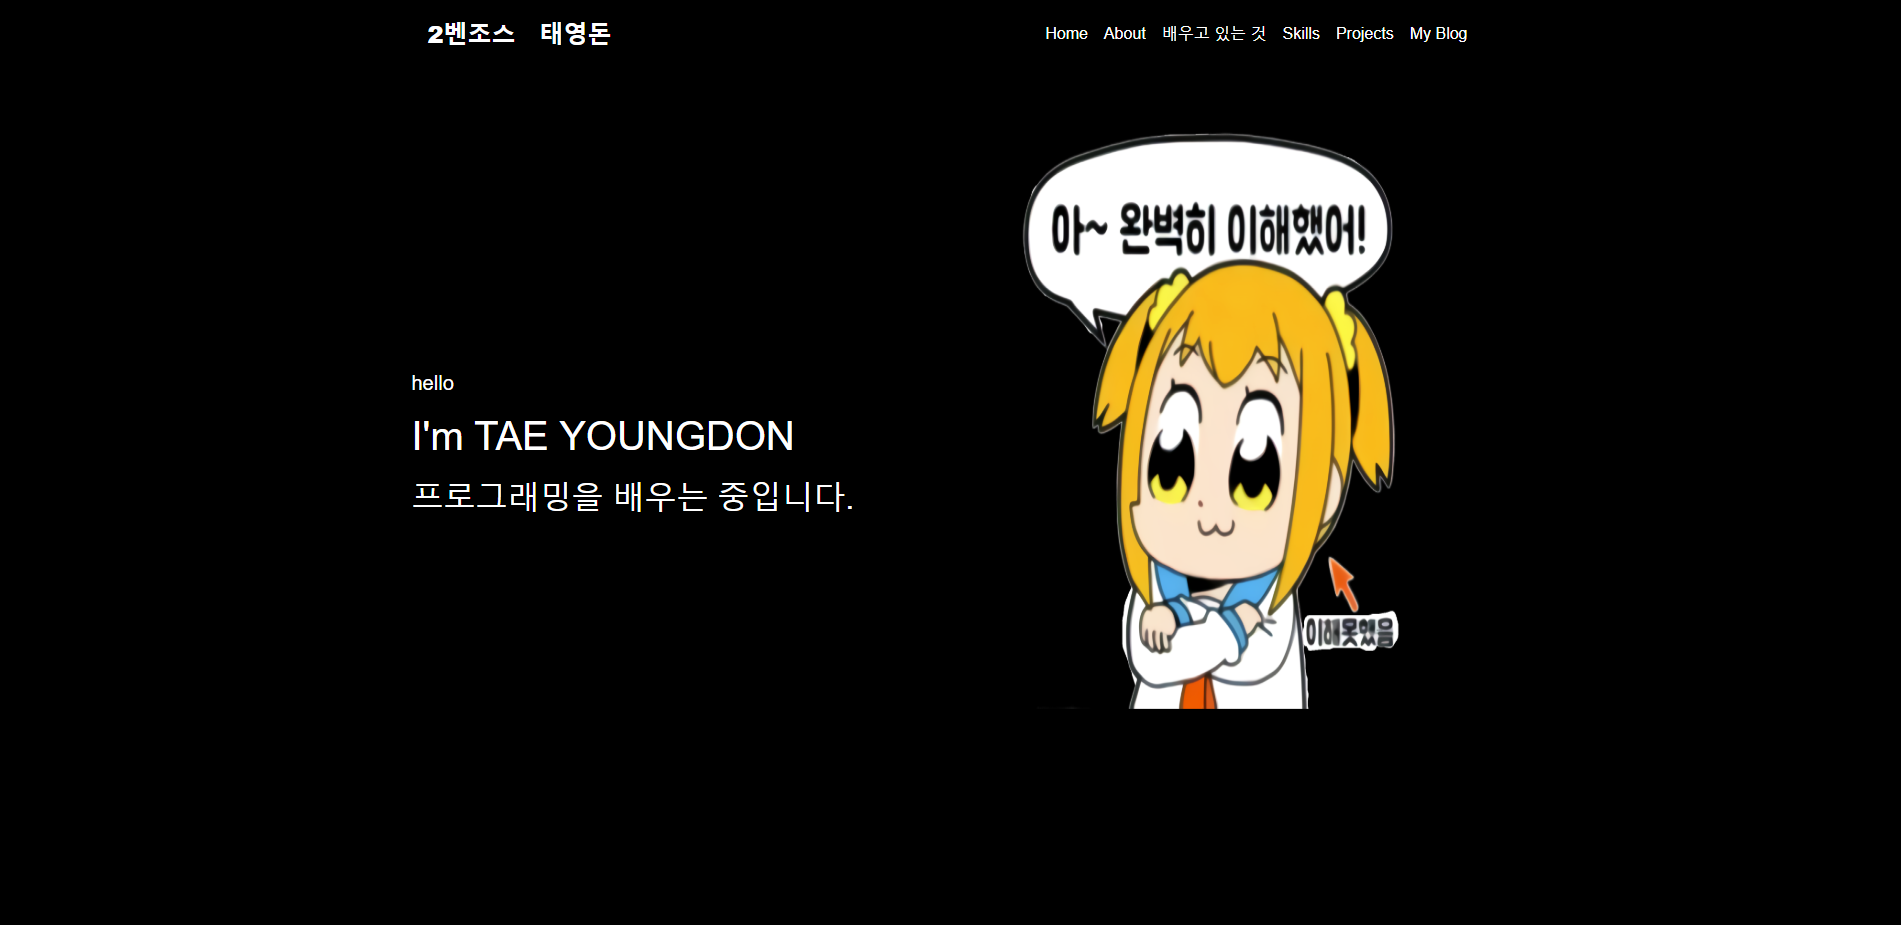 2벤조스 태영돈
Home About 배우고 있는 것 Skills Projects My Blog
아~ 완벽히 이해했어!
hello
I'm TAE YOUNGDON
프로그래밍을 배우는 중입니다.
이해못했음